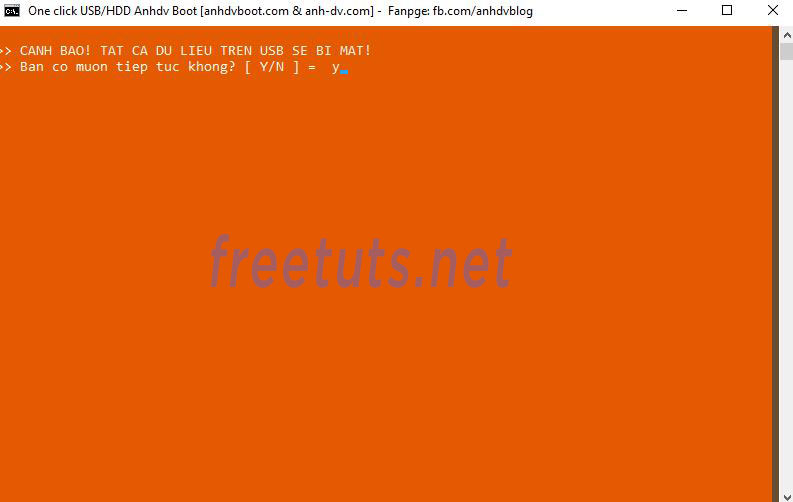 One click USB/HDD Anhdv Boot [anhdvboot.com & anh-dv.com] - Fanpge: fb.com/anhdvblog
>> CANH BAO! TAT CA DU LIEU TREN USB SE BI MAT!
>> Ban co muon tiep tuc khong? [ Y/N ] = y
freetuts.net